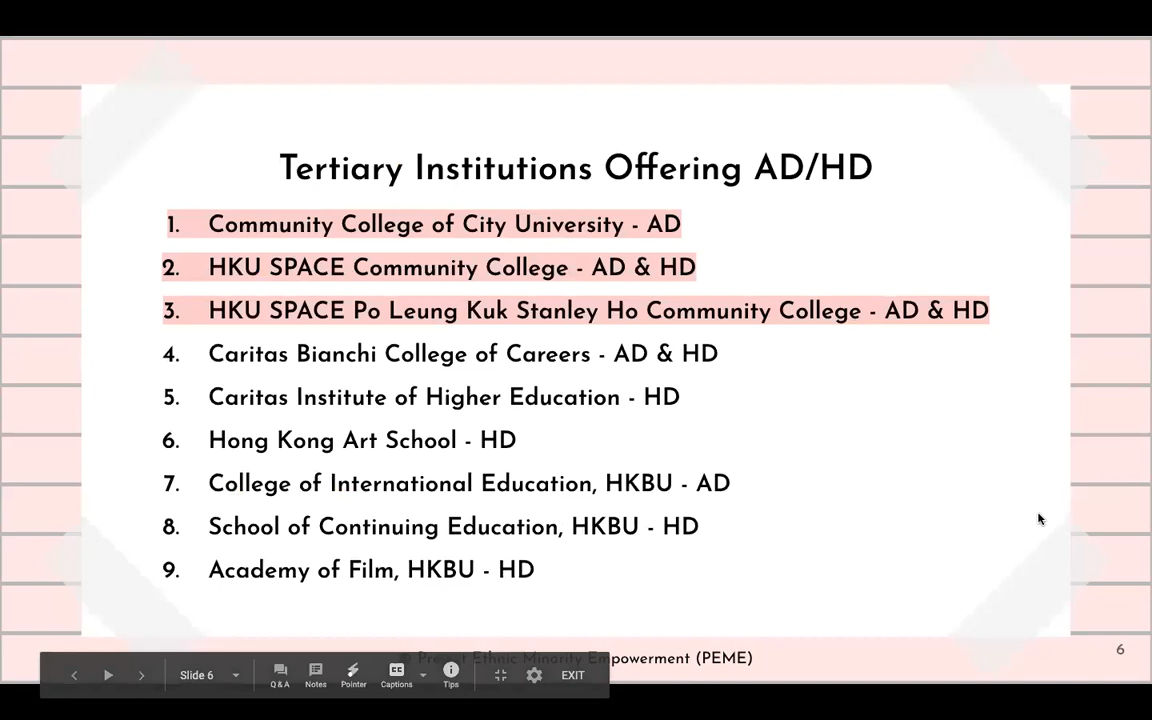 Tertiary Institutions Offering AD/HD
1. Community College of City University - AD
2. HKU SPACE Community College - AD & HD
3. HKU SPACE Po Leung Kuk Stanley Ho Community College - AD & HD
4. Caritas Bianchi College of Careers - AD & HD
5. Caritas Institute of Higher Education - HD
6. Hong Kong Art School - HD
7. College of International Education, HKBU - AD
8. School of Continuing Education, HKBU - HD
9. Academy of Film, HKBU - HD
© Project Ethnic Minority Empowerment (PEME)
6
Slide 6 Q & A Notes Pointer CC Captions Tips EXIT